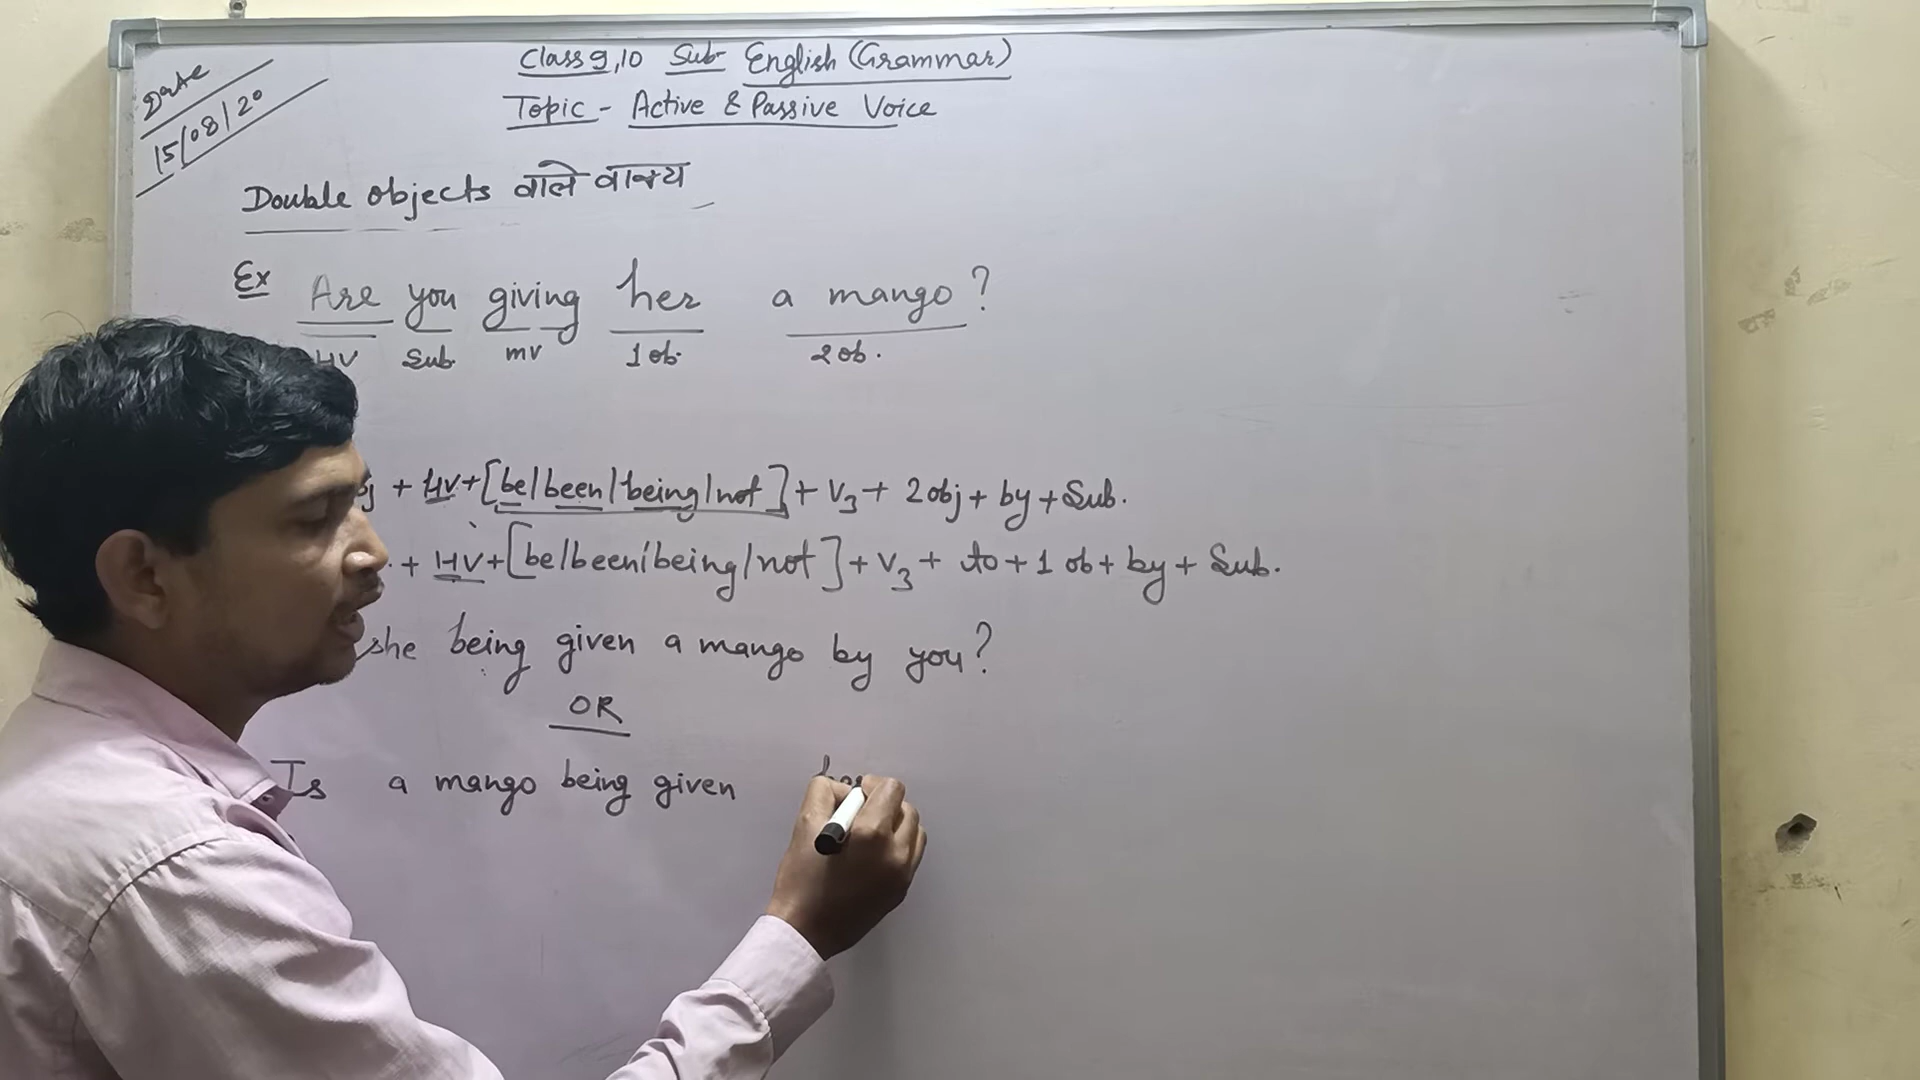 Date
15/08/20
Class 9,10 Sub- English (Grammar)
Topic - Active & Passive Voice
Double objects वाले वाक्य
Ex Are you giving her a mango?
HV Sub. mv 1 ob. 2 ob.
+ HV+[be/been/being/not]+ V3 + 2 obj + by + Sub.
+ HV+[be/been/being/not]+ V3 + to + 1 ob + by + Sub.
she being given a mango by you?
OR
Is a mango being given